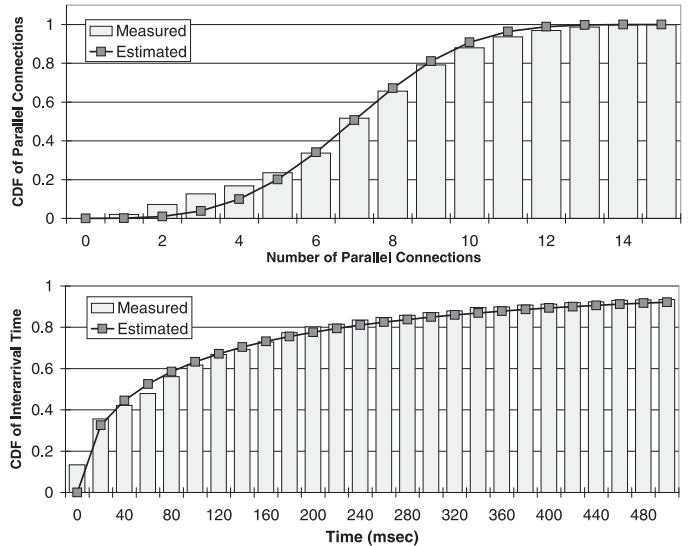 CDF of Parallel Connections
1
0.8
0.6
0.4
0.2
0
Measured
Estimated
0 2 4 6 8 10 12 14
Number of Parallel Connections
CDF of Interarrival Time
1
0.8
0.6
0.4
0.2
0
Measured
Estimated
0 40 80 120 160 200 240 280 320 360 400 440 480
Time (msec)